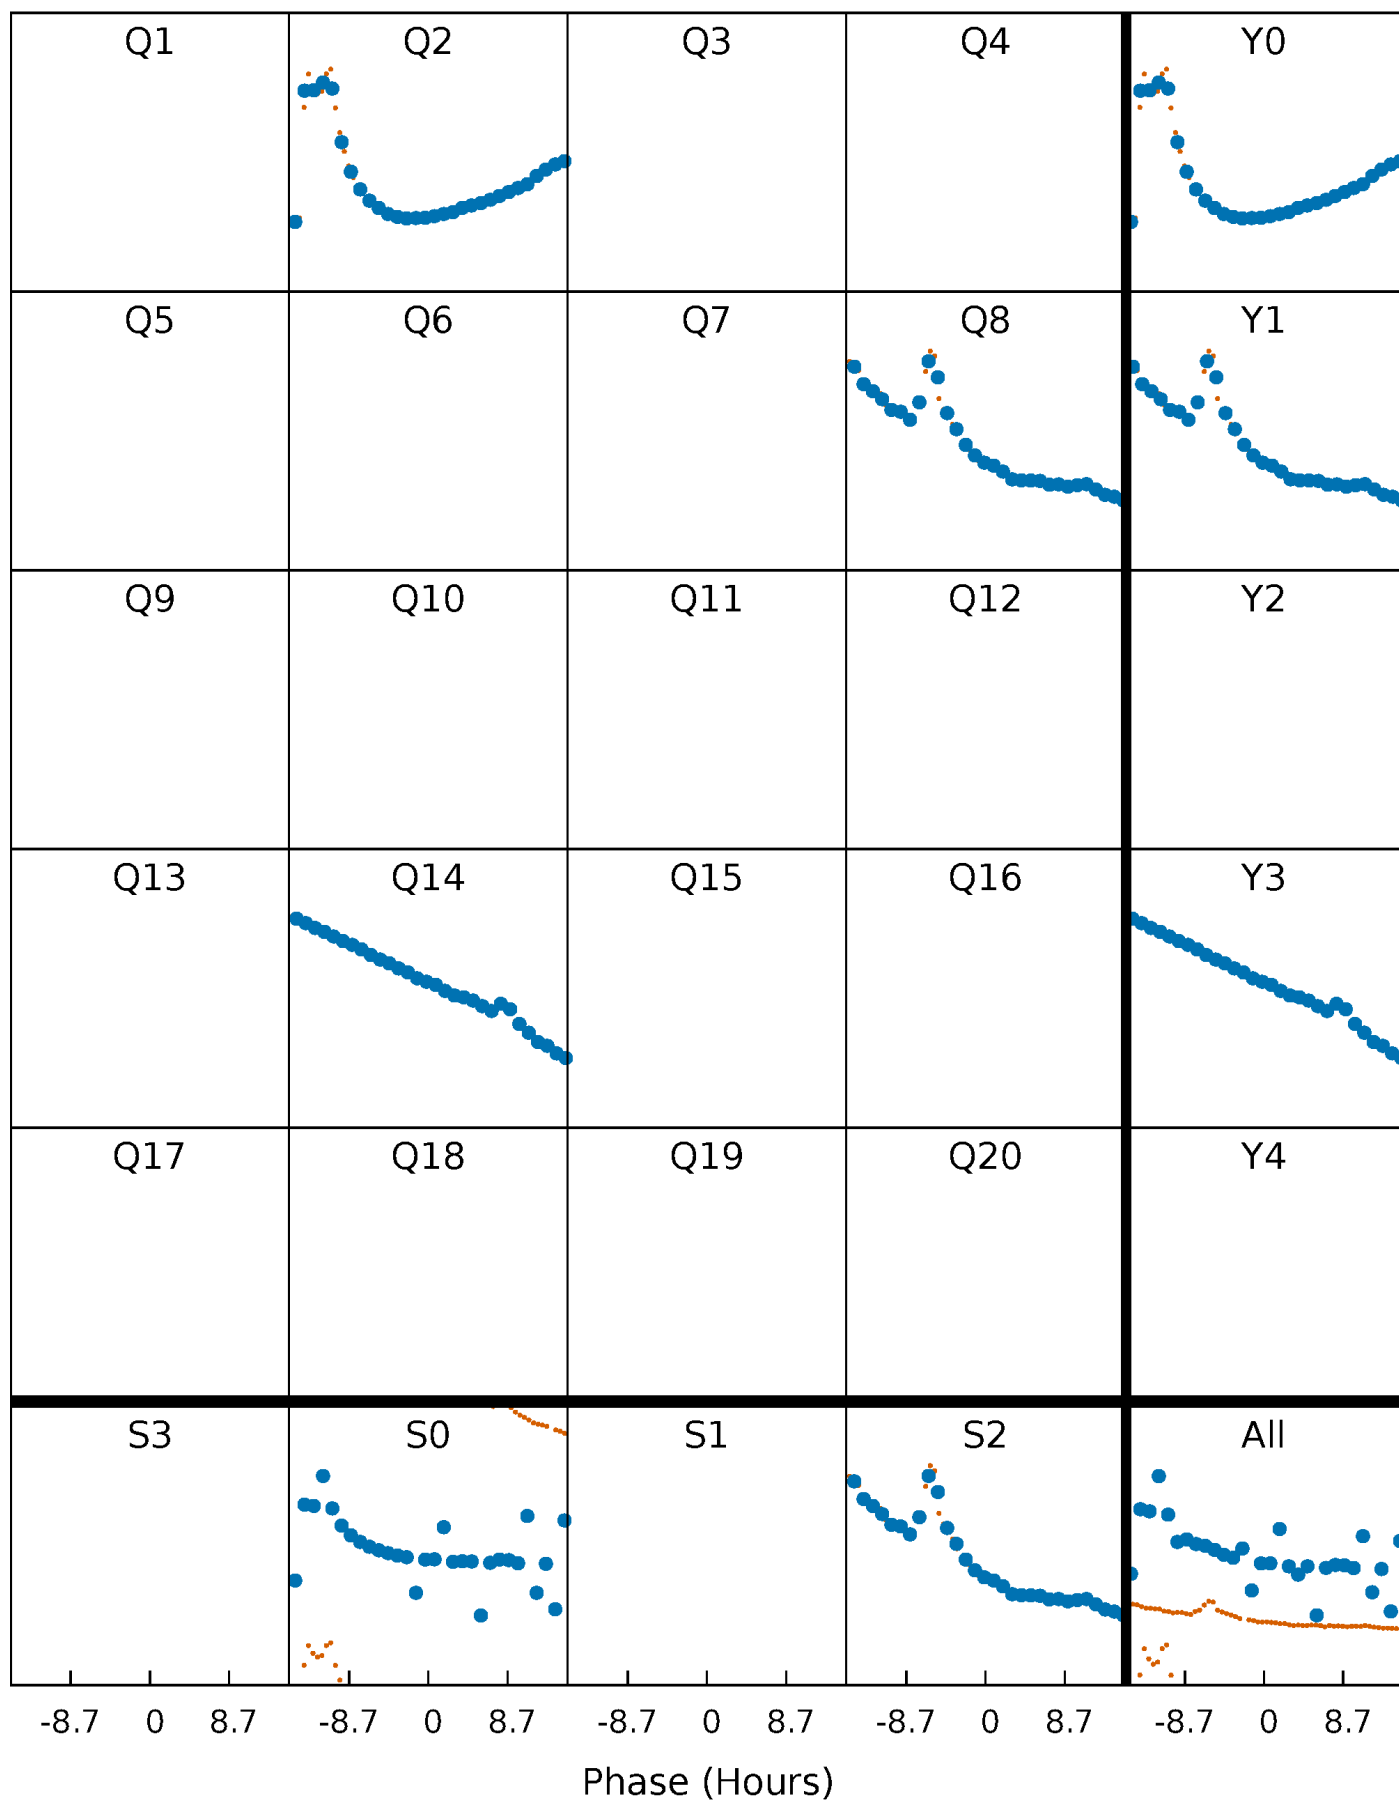 Q1 Q2 Q3 Q4 Y0
Q5 Q6 Q7 Q8 Y1
Q9 Q10 Q11 Q12 Y2
Q13 Q14 Q15 Q16 Y3
Q17 Q18 Q19 Q20 Y4
S3 S0 S1 S2 All
-8.7 0 8.7 -8.7 0 8.7 -8.7 0 8.7 -8.7 0 8.7 -8.7 0 8.7
Phase (Hours)